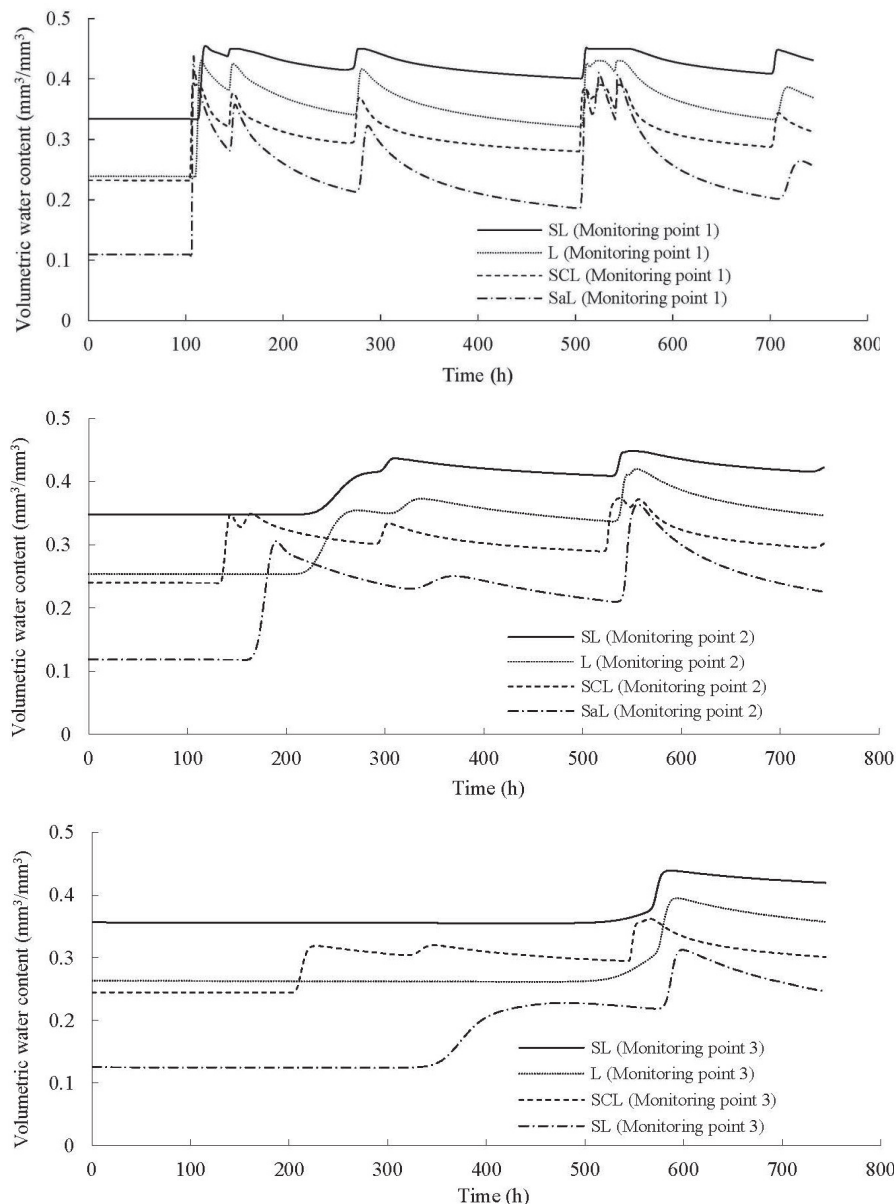 Volumetric water content (mm³/mm³)
0.5
0.4
0.3
0.2
0.1
0
SL (Monitoring point 1)
L (Monitoring point 1)
SCL (Monitoring point 1)
SaL (Monitoring point 1)
0 100 200 300 400 500 600 700 800
Time (h)
Volumetric water content (mm³/mm³)
0.5
0.4
0.3
0.2
0.1
0
SL (Monitoring point 2)
L (Monitoring point 2)
SCL (Monitoring point 2)
SaL (Monitoring point 2)
0 100 200 300 400 500 600 700 800
Time (h)
Volumetric water content (mm³/mm³)
0.5
0.4
0.3
0.2
0.1
0
SL (Monitoring point 3)
L (Monitoring point 3)
SCL (Monitoring point 3)
SL (Monitoring point 3)
0 100 200 300 400 500 600 700 800
Time (h)